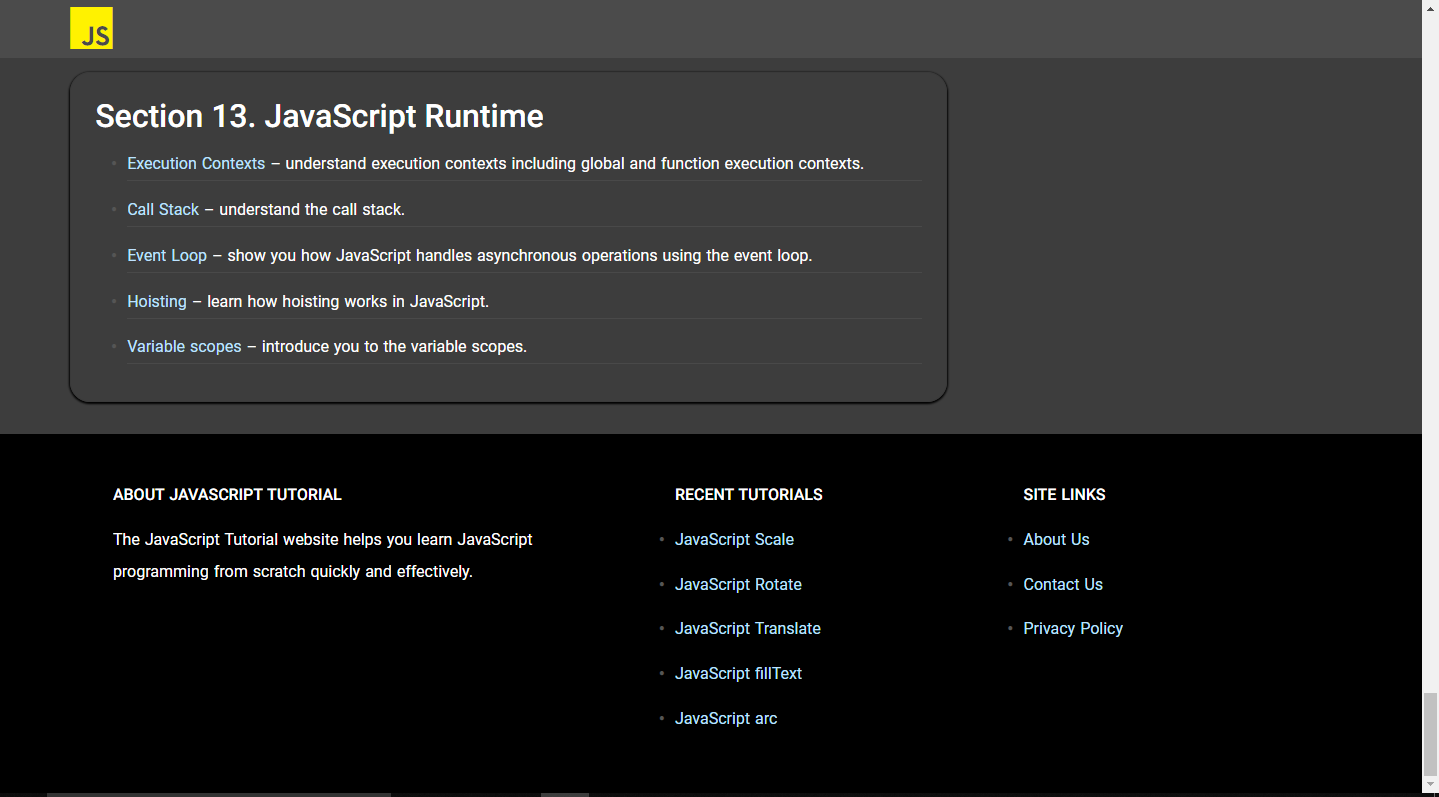 JS
Section 13. JavaScript Runtime
Execution Contexts – understand execution contexts including global and function execution contexts.
Call Stack – understand the call stack.
Event Loop – show you how JavaScript handles asynchronous operations using the event loop.
Hoisting – learn how hoisting works in JavaScript.
Variable scopes – introduce you to the variable scopes.
ABOUT JAVASCRIPT TUTORIAL
The JavaScript Tutorial website helps you learn JavaScript
programming from scratch quickly and effectively.
RECENT TUTORIALS
JavaScript Scale
JavaScript Rotate
JavaScript Translate
JavaScript fillText
JavaScript arc
SITE LINKS
About Us
Contact Us
Privacy Policy